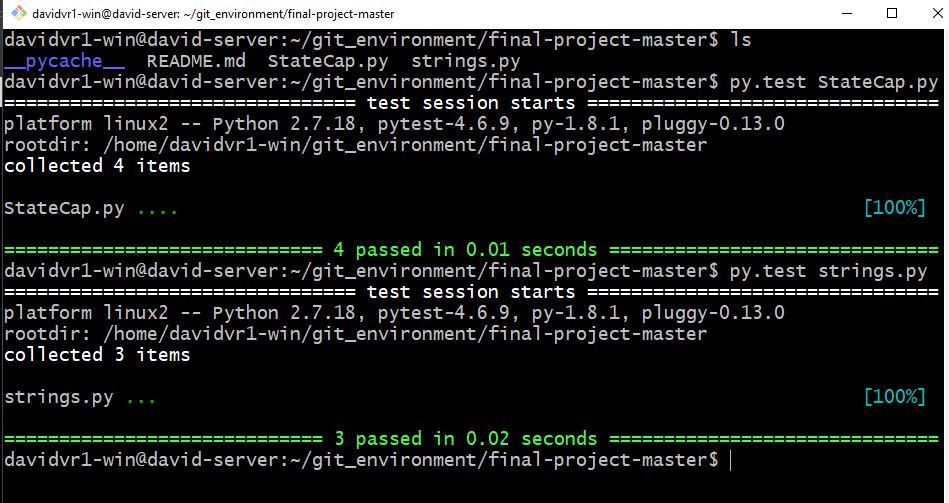 davidvr1-win@david-server: ~/git_environment/final-project-master
davidvr1-win@david-server:~/git_environment/final-project-master$ ls
__pycache__  README.md  StateCap.py  strings.py
davidvr1-win@david-server:~/git_environment/final-project-master$ py.test StateCap.py
================================ test session starts ================================
platform linux2 -- Python 2.7.18, pytest-4.6.9, py-1.8.1, pluggy-0.13.0
rootdir: /home/davidvr1-win/git_environment/final-project-master
collected 4 items
StateCap.py .... [100%]
============================= 4 passed in 0.01 seconds ==============================
davidvr1-win@david-server:~/git_environment/final-project-master$ py.test strings.py
================================ test session starts ================================
platform linux2 -- Python 2.7.18, pytest-4.6.9, py-1.8.1, pluggy-0.13.0
rootdir: /home/davidvr1-win/git_environment/final-project-master
collected 3 items
strings.py ... [100%]
============================= 3 passed in 0.02 seconds ==============================
davidvr1-win@david-server:~/git_environment/final-project-master$